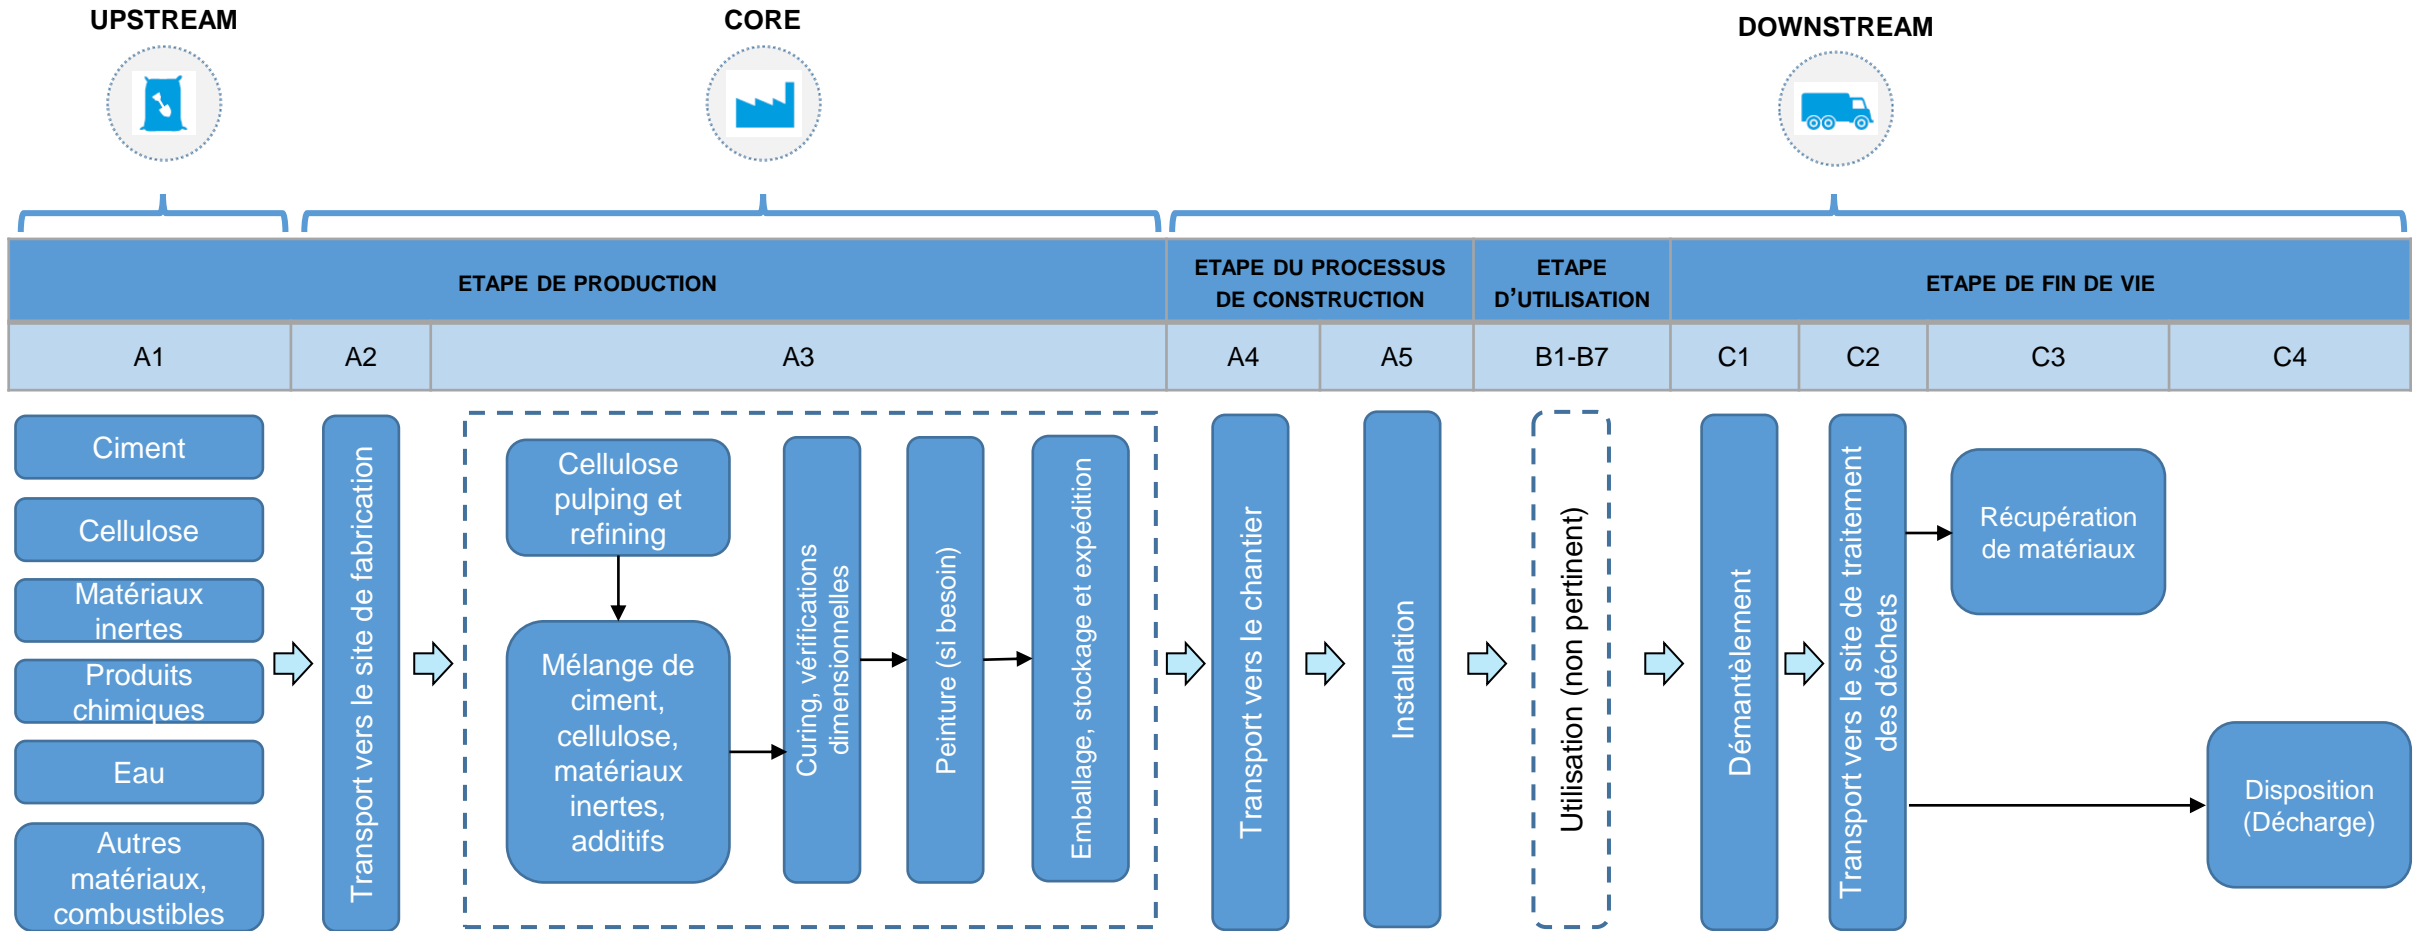 UPSTREAM
CORE
DOWNSTREAM
ETAPE DE PRODUCTION
ETAPE DU PROCESSUS
DE CONSTRUCTION
ETAPE
D’UTILISATION
ETAPE DE FIN DE VIE
A1
A2
A3
A4
A5
B1-B7
C1
C2
C3
C4
Ciment
Cellulose
Matériaux
inertes
Produits
chimiques
Eau
Autres
matériaux,
combustibles
Transport vers le site de fabrication
Cellulose
pulping et
refining
Mélange de
ciment,
cellulose,
matériaux
inertes,
additifs
Curing, vérifications
dimensionnelles
Peinture (si besoin)
Emballage, stockage et expédition
Transport vers le chantier
Installation
Utilisation (non pertinent)
Démantèlement
Transport vers le site de traitement
des déchets
Récupération
de matériaux
Disposition
(Décharge)